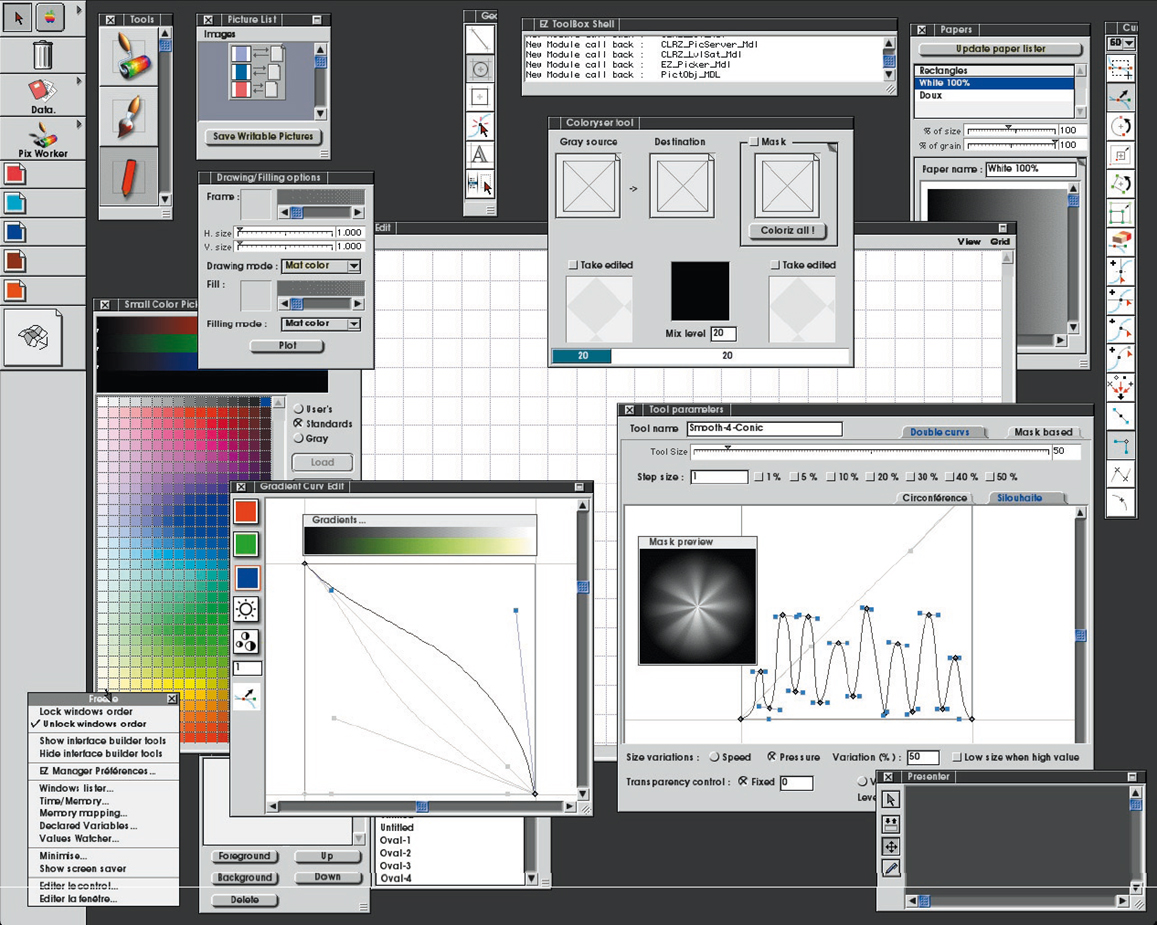 Tools
Picture List
Images
Save Writable Pictures
Data.
Pix Worker
EZ ToolBox Shell
New Module call back : CLRZ_PicServer_Mdl
New Module call back : CLRZ_LvlSat_Mdl
New Module call back : EZ_Picker_Mdl
New Module call back : PictObj_MDL
Papers
Update paper lister
Rectangles
White 100%
Doux
% of size 100
% of grain 100
Paper name : White 100%
60
Drawing/Filling options
Frame :
H. size 1.000
V. size 1.000
Drawing mode : Mat color
Fill :
Filling mode : Mat color
Plot
Coloryser tool
Gray source
Destination
Mask
->
Coloriz all !
Take edited
Take edited
Mix level 20
20
20
Edit
View Grid
Small Color Pick
User's
Standards
Gray
Load
Tool parameters
Tool name Smooth-4-Conic
Double curvs
Mask based
Tool Size 50
Step size : 1 1 % 5 % 10 % 20 % 30 % 40 % 50 %
Circonférence
Silouhaite
Mask preview
Size variations : Speed Pressure Variation (%) : 50 Low size when high value
Transparency control : Fixed 0 V
Leve
Gradient Curv Edit
Gradients ...
1
Freeze
Lock windows order
Unlock windows order
Show interface builder tools
Hide interface builder tools
EZ Manager Préférences...
Windows lister...
Time/Memory...
Memory mapping...
Declared Variables...
Values Watcher...
Minimise...
Show screen saver
Editer le control...
Editer la fenêtre...
Foreground
Up
Background
Down
Delete
Untitled
Oval-1
Oval-2
Oval-3
Oval-4
Presenter